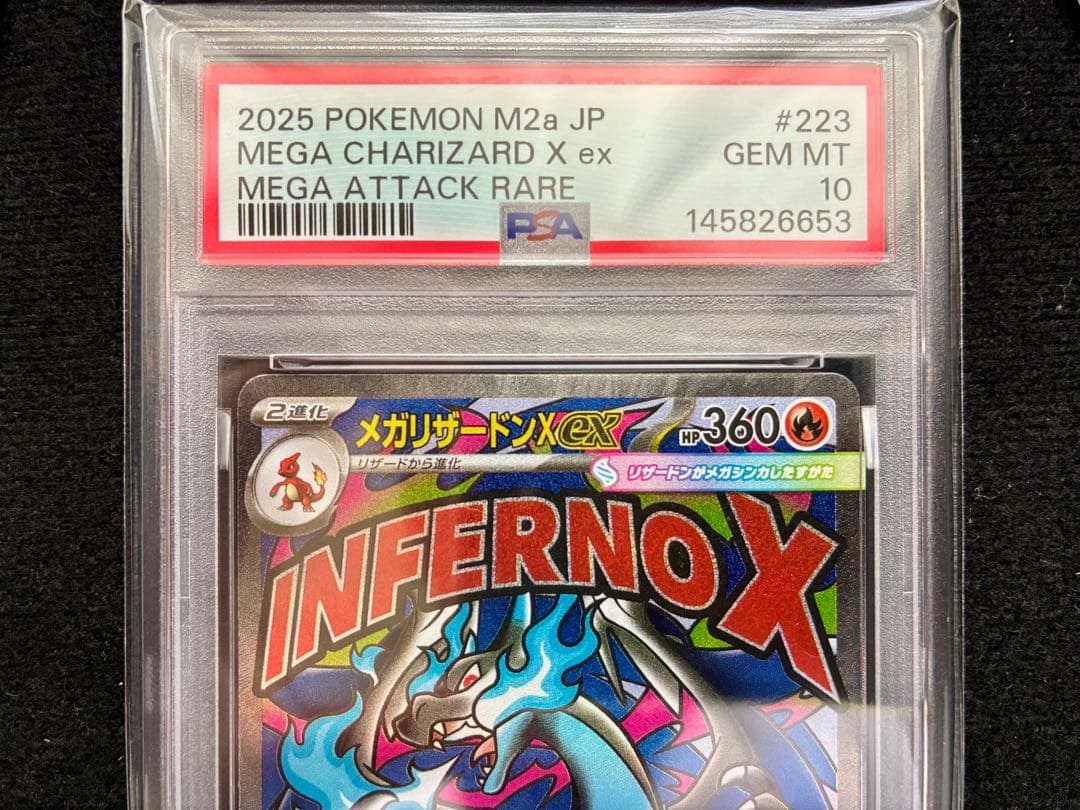 2025 POKEMON M2a JP #223
MEGA CHARIZARD X ex GEM MT
MEGA ATTACK RARE 10
PSA 145826653
2進化
メガリザードンXex HP360
リザードから進化
リザードンがメガシンカしたすがた
INFERNO X